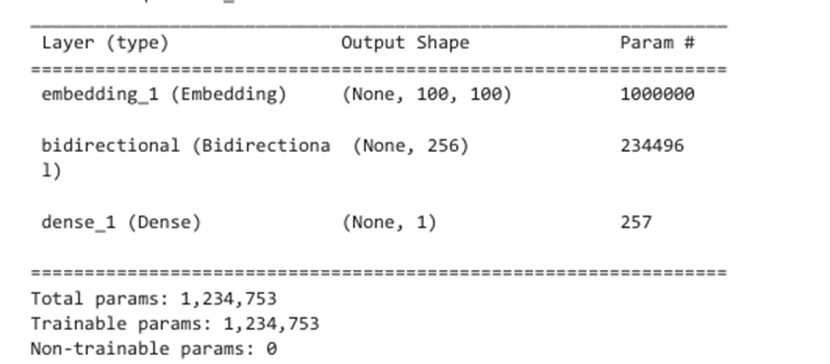 Layer (type) Output Shape Param #
=================================================================
embedding_1 (Embedding) (None, 100, 100) 1000000
bidirectional (Bidirectiona (None, 256) 234496
l)
dense_1 (Dense) (None, 1) 257
=================================================================
Total params: 1,234,753
Trainable params: 1,234,753
Non-trainable params: 0